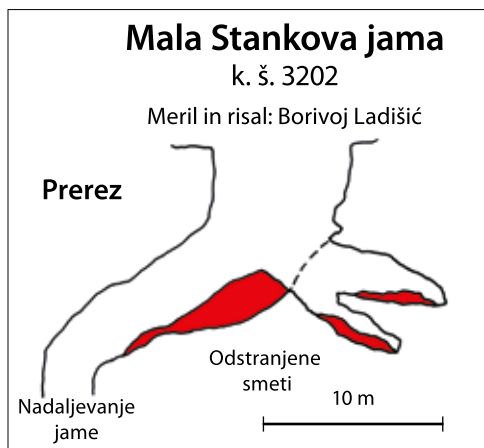 Mala Stankova jama
k. š. 3202
Meril in risal: Borivoj Ladišić
Prerez
Odstranjene
smeti
10 m
Nadaljevanje
jame